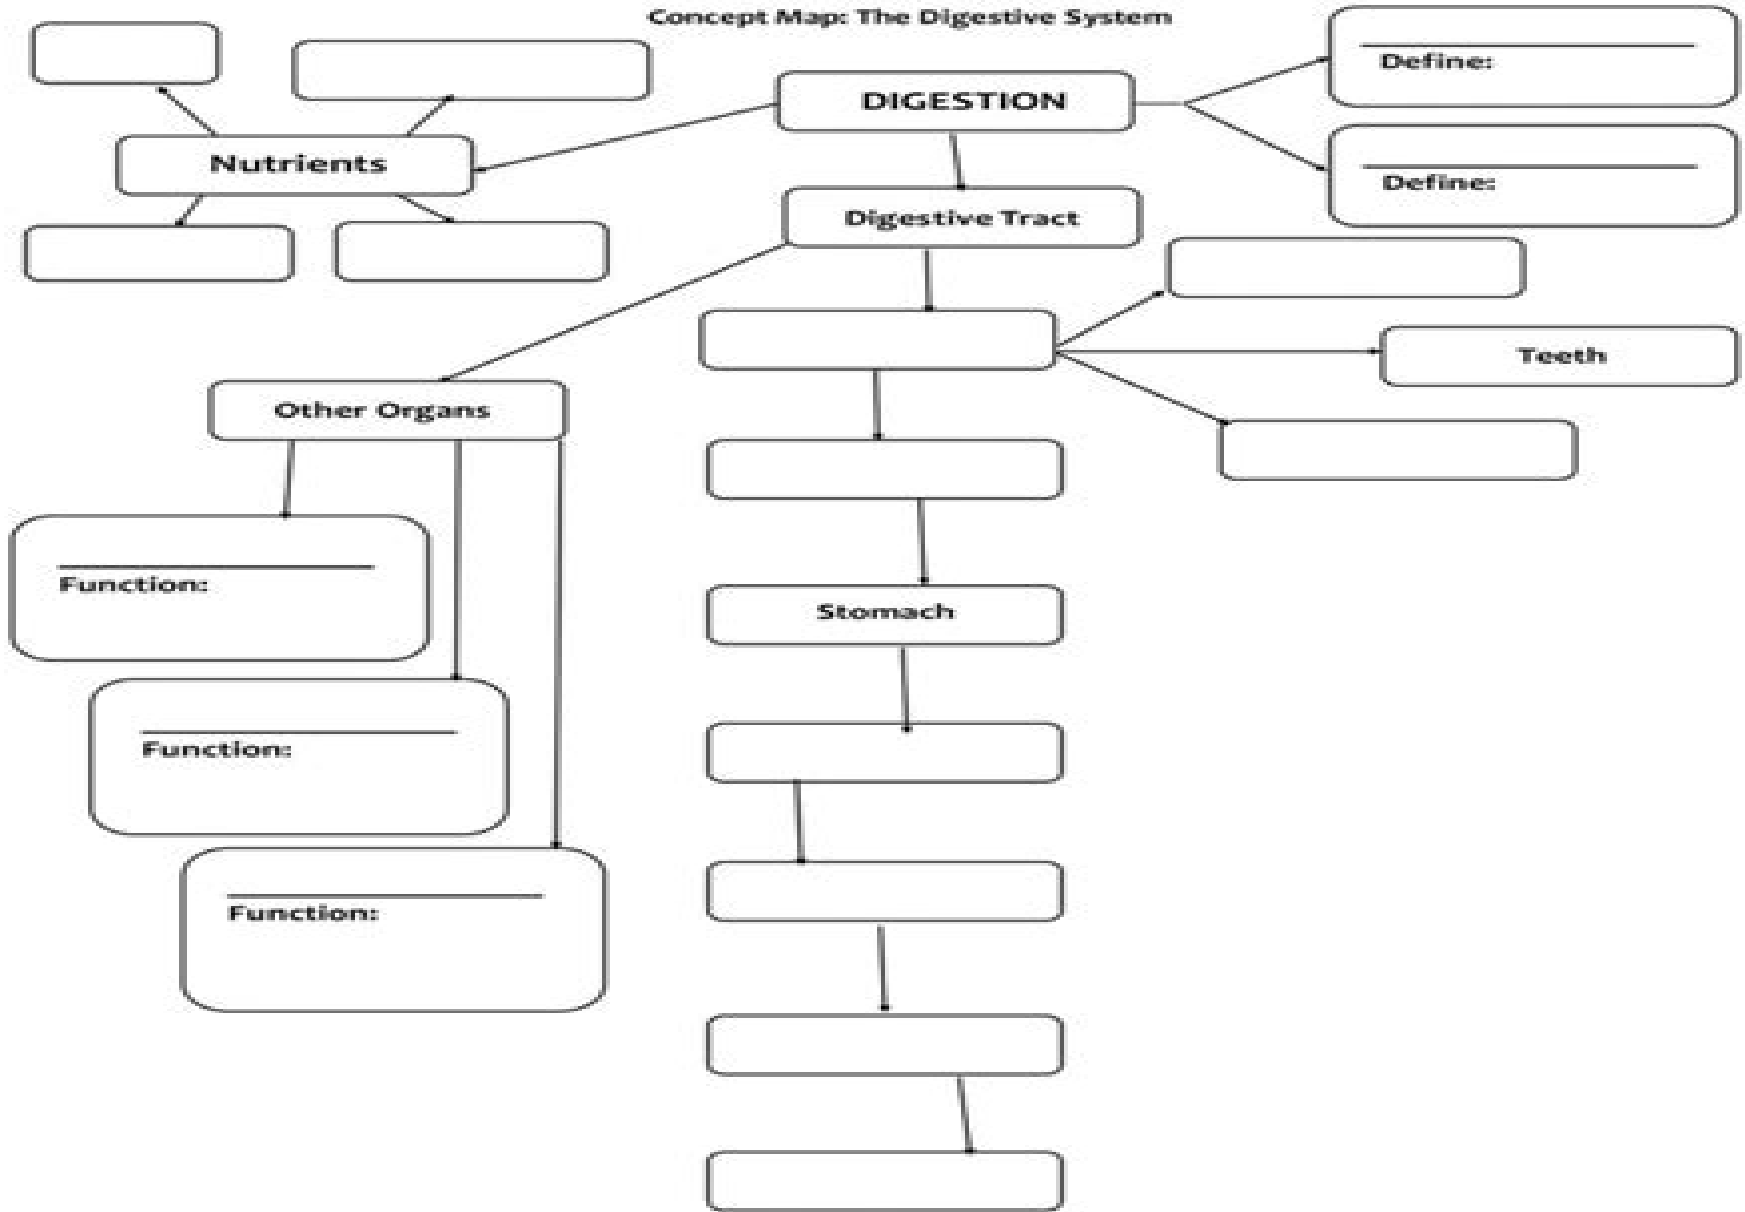 Concept Map: The Digestive System
DIGESTION
Define:
Define:
Nutrients
Digestive Tract
Teeth
Other Organs
Function:
Stomach
Function:
Function: